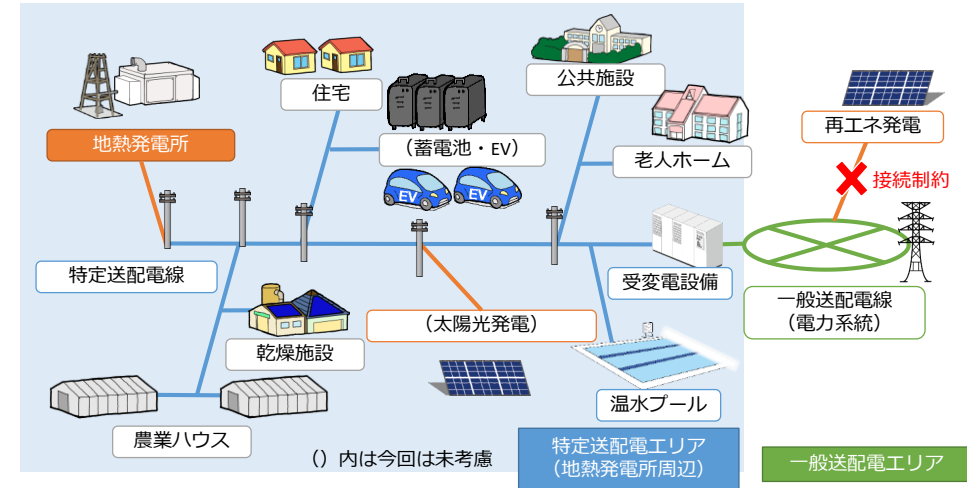 公共施設
住宅
再エネ発電
地熱発電所
（蓄電池・EV）
老人ホーム
接続制約
EV
EV
特定送配電線
受変電設備
一般送配電線
（電力系統）
（太陽光発電）
乾燥施設
温水プール
農業ハウス
（）内は今回は未考慮
特定送配電エリア
（地熱発電所周辺）
一般送配電エリア